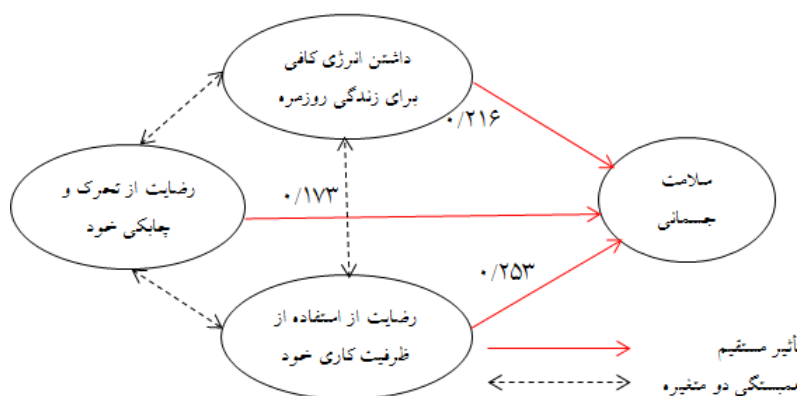 داشتن انرژی کافی
برای زندگی روزمره
۰/۲۱۶
سلامت
جسمانی
رضایت از تحرک و
چابکی خود
۰/۱۷۳
۰/۲۵۳
رضایت از استفاده از
ظرفیت کاری خود
أثیر مستقیم
همبستگی دو متغیره